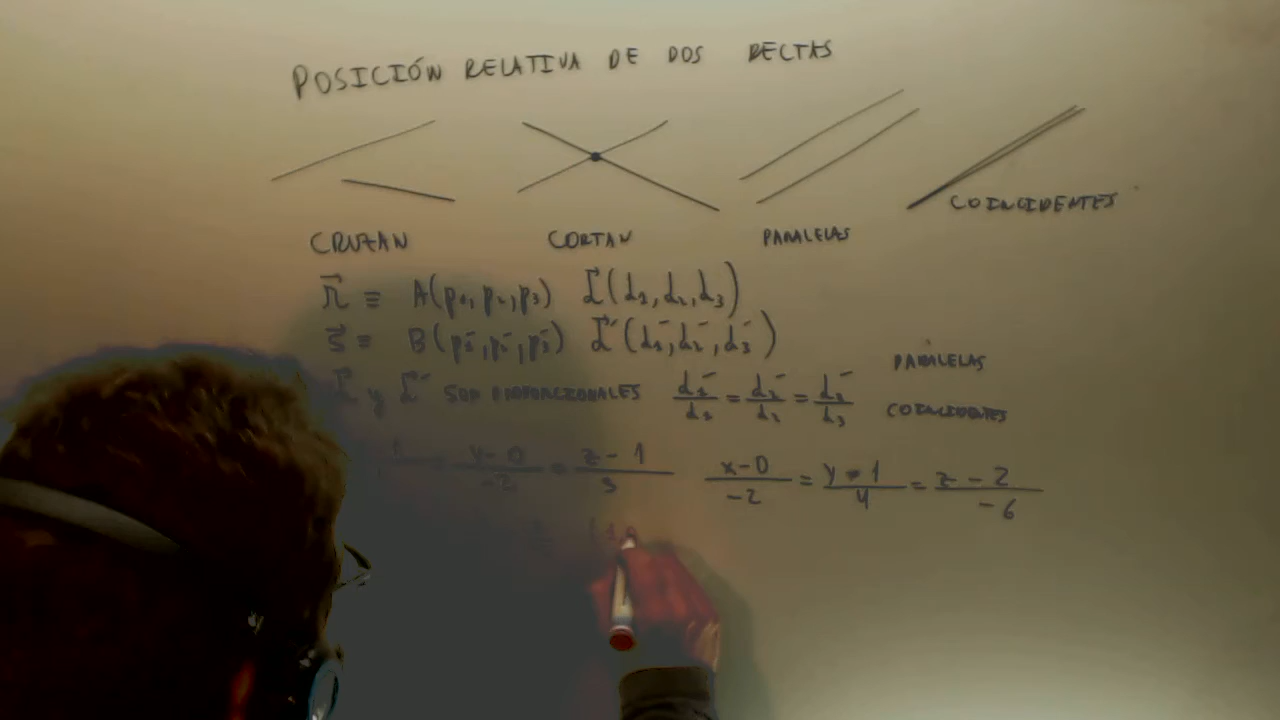 POSICIÓN RELATIVA DE DOS RECTAS
COINCIDENTES
CRUZAN CORTAN PARALELAS
A(p₁, p₂, p₃) d⃗(d₁, d₂, d₃)
s⃗ ≡ B(p₁´, p₂´, p₃´) d⃗´(d₁´, d₂´, d₃´)
PARALELAS
y d⃗´ SON PROPORCIONALES d₁´/d₁ = d₂´/d₂ = d₃´/d₃
COINCIDENTES
= y-0/-2 = z-1/3 x-0/-2 = y-1/4 = z-2/-6